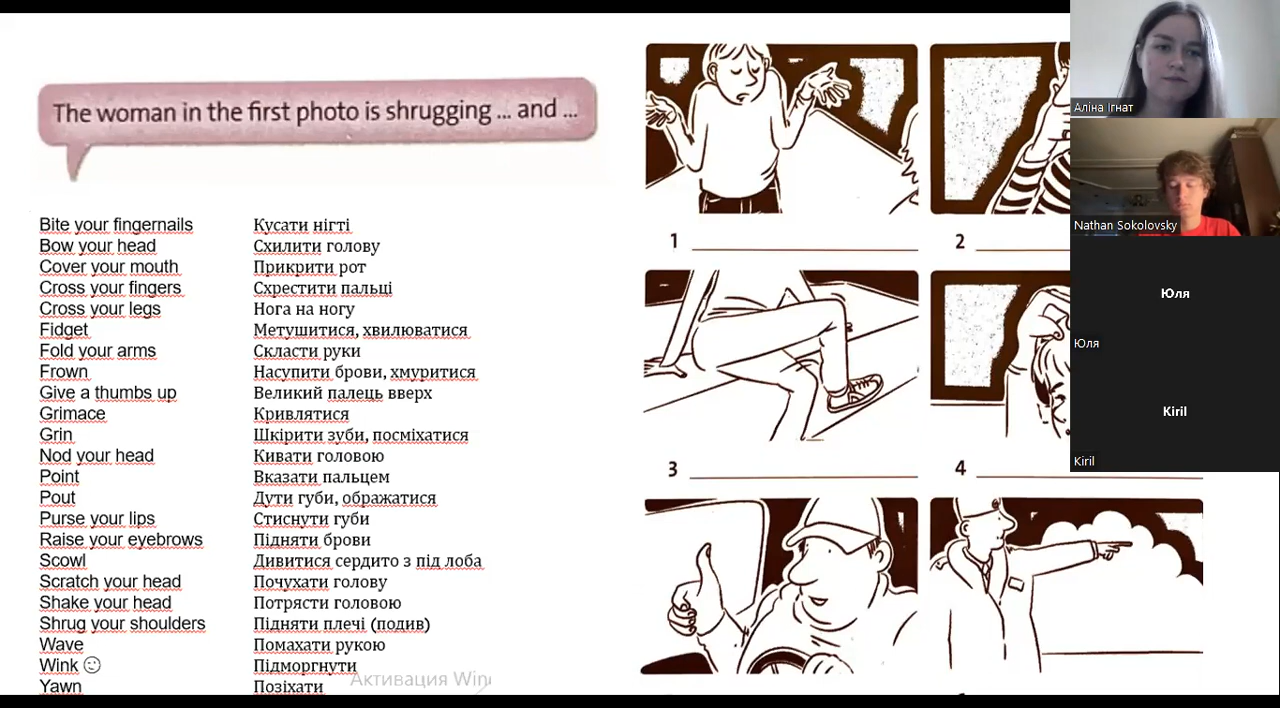 The woman in the first photo is shrugging ... and ...
Bite your fingernails Кусати нігті
Bow your head Схилити голову
Cover your mouth Прикрити рот
Cross your fingers Схрестити пальці
Cross your legs Нога на ногу
Fidget Метушитися, хвилюватися
Fold your arms Скласти руки
Frown Насупити брови, хмуритися
Give a thumbs up Великий палець вверх
Grimace Кривлятися
Grin Шкірити зуби, посміхатися
Nod your head Кивати головою
Point Вказати пальцем
Pout Дути губи, ображатися
Purse your lips Стиснути губи
Raise your eyebrows Підняти брови
Scowl Дивитися сердито з під лоба
Scratch your head Почухати голову
Shake your head Потрясти головою
Shrug your shoulders Підняти плечі (подив)
Wave Помахати рукою
Wink Підморгнути
Yawn Позіхати
Активация
1
2
3
4
Аліна Ігнат
Nathan Sokolovsky
Юля
Юля
Kiril
Kiril